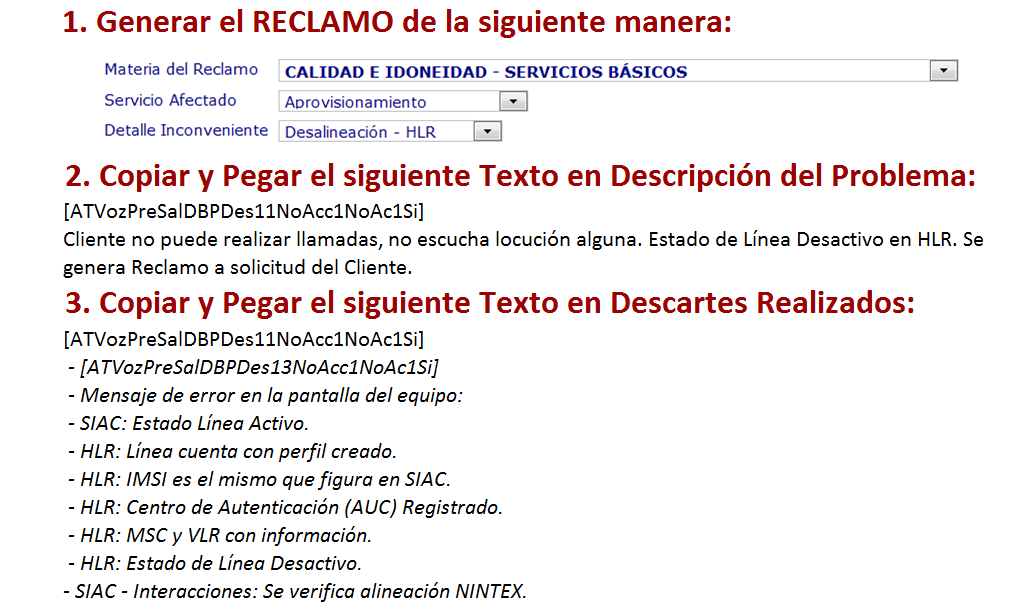 1. Generar el RECLAMO de la siguiente manera:
Materia del Reclamo CALIDAD E IDONEIDAD - SERVICIOS BÁSICOS
Servicio Afectado Aprovisionamiento
Detalle Inconveniente Desalineación - HLR
2. Copiar y Pegar el siguiente Texto en Descripción del Problema:
[ATVozPreSalDBPDes11NoAcc1NoAc1Si]
Cliente no puede realizar llamadas, no escucha locución alguna. Estado de Línea Desactivo en HLR. Se
genera Reclamo a solicitud del Cliente.
3. Copiar y Pegar el siguiente Texto en Descartes Realizados:
[ATVozPreSalDBPDes11NoAcc1NoAc1Si]
- [ATVozPreSalDBPDes13NoAcc1NoAc1Si]
- Mensaje de error en la pantalla del equipo:
- SIAC: Estado Línea Activo.
- HLR: Línea cuenta con perfil creado.
- HLR: IMSI es el mismo que figura en SIAC.
- HLR: Centro de Autenticación (AUC) Registrado.
- HLR: MSC y VLR con información.
- HLR: Estado de Línea Desactivo.
- SIAC - Interacciones: Se verifica alineación NINTEX.